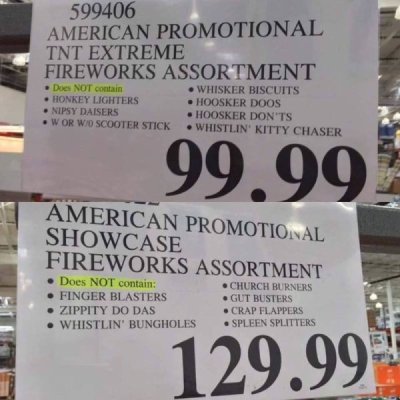 599406
AMERICAN PROMOTIONAL
TNT EXTREME
FIREWORKS ASSORTMENT
• Does NOT contain
• HONKEY LIGHTERS
• NIPSY DAISERS
• W OR W/0 SCOOTER STICK
• WHISKER BISCUITS
• HOOSKER DOOS
• HOOSKER DON'TS
• WHISTLIN' KITTY CHASER
99.99
AMERICAN PROMOTIONAL
SHOWCASE
FIREWORKS ASSORTMENT
• Does NOT contain:
• FINGER BLASTERS
• ZIPPITY DO DAS
• WHISTLIN' BUNGHOLES
• CHURCH BURNERS
• GUT BUSTERS
• CRAP FLAPPERS
• SPLEEN SPLITTERS
129.99